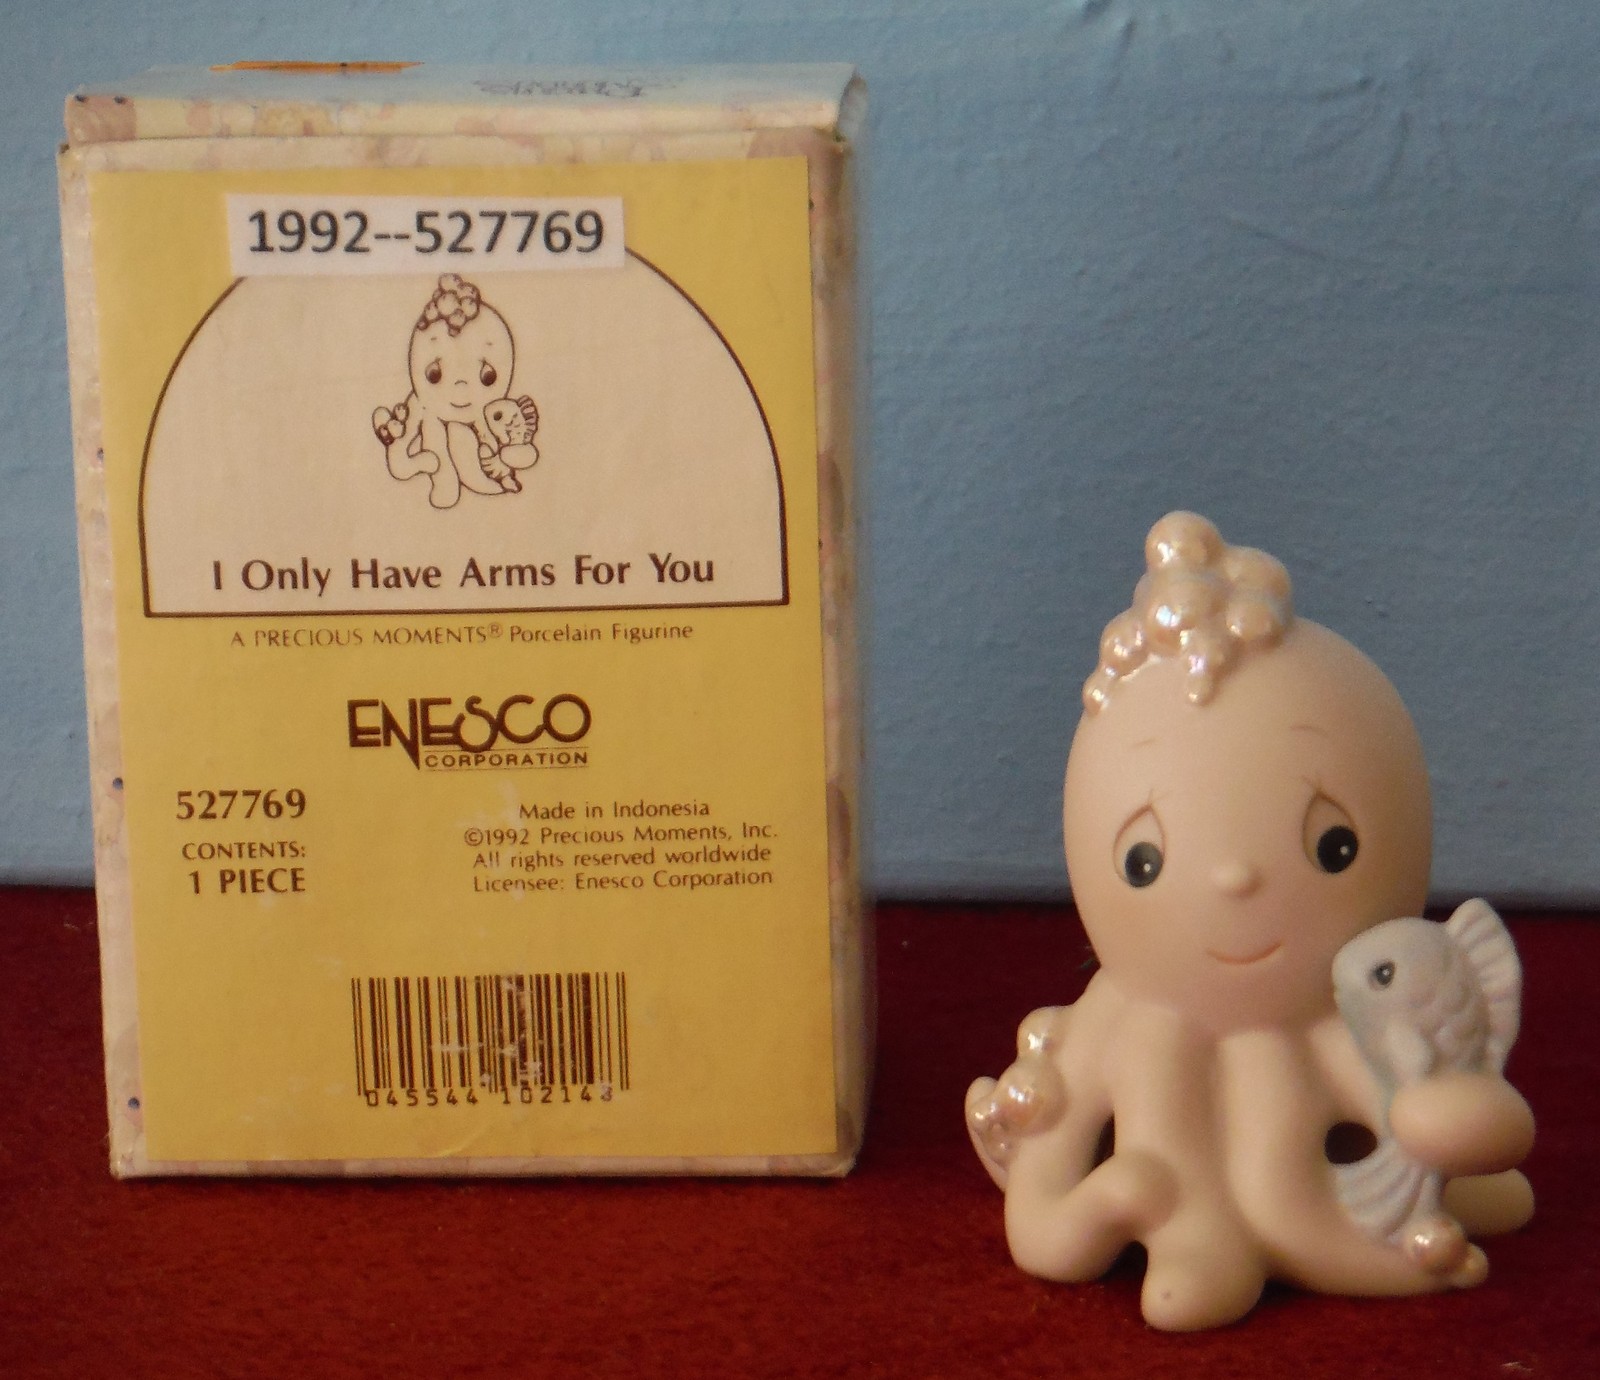 1992--527769
I Only Have Arms For You
A PRECIOUS MOMENTS® Porcelain Figurine
ENESCO
CORPORATION
527769
CONTENTS:
1 PIECE
Made in Indonesia
©1992 Precious Moments, Inc.
All rights reserved worldwide
Licensee: Enesco Corporation
045544 102143